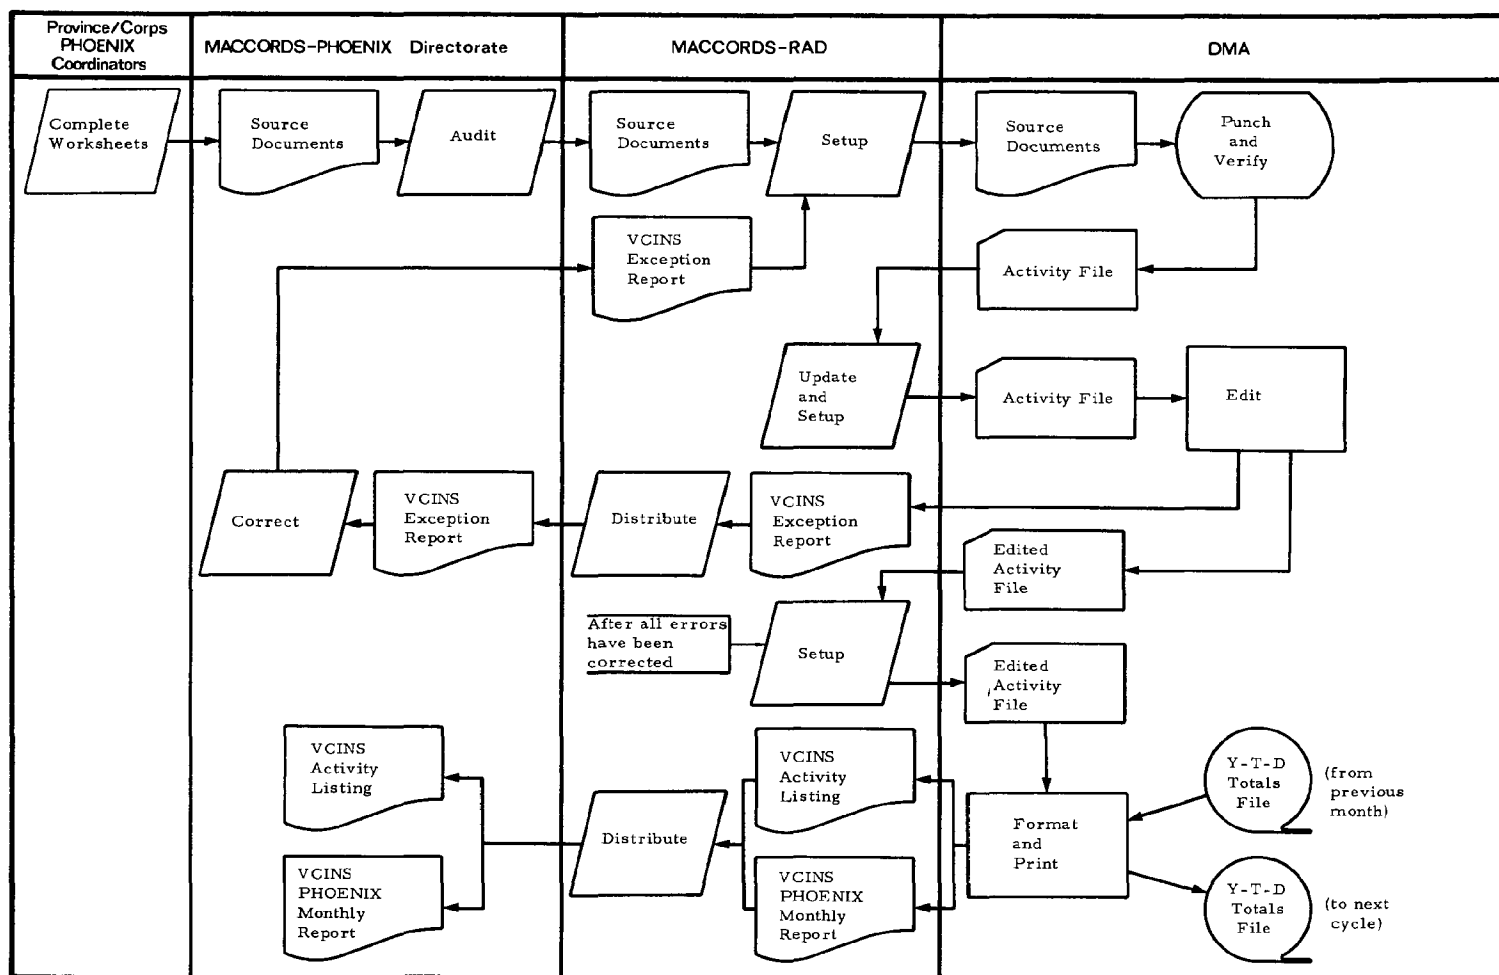 Province/Corps
PHOENIX
Coordinators
MACCORDS-PHOENIX Directorate
MACCORDS-RAD
DMA
Complete
Worksheets
Source
Documents
Audit
Source
Documents
Setup
Source
Documents
Punch
and
Verify
VCINS
Exception
Report
Activity File
Update
and
Setup
Activity File
Edit
Correct
VCINS
Exception
Report
Distribute
VCINS
Exception
Report
Edited
Activity
File
After all errors
have been
corrected
Setup
Edited
Activity
File
VCINS
Activity
Listing
VCINS
Activity
Listing
Y-T-D
Totals
File
(from
previous
month)
Distribute
Format
and
Print
VCINS
PHOENIX
Monthly
Report
VCINS
PHOENIX
Monthly
Report
Y-T-D
Totals
File
(to next
cycle)